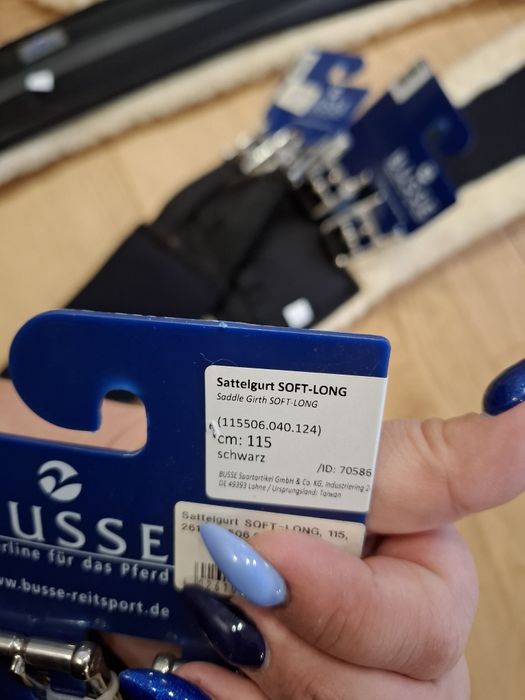 Sattelgurt SOFT-LONG
Saddle Girth SOFT-LONG
(115506.040.124)
cm: 115
schwarz
/ID: 70586
BUSSE Sportartikel GmbH & Co. KG, Industriering 2
DE 49393 Lohne / Ursprungsland: Taiwan
Sattelgurt SOFT-LONG, 115,
BUSSE
erline für das Pferd
www.busse-reitsport.de
BUSSE